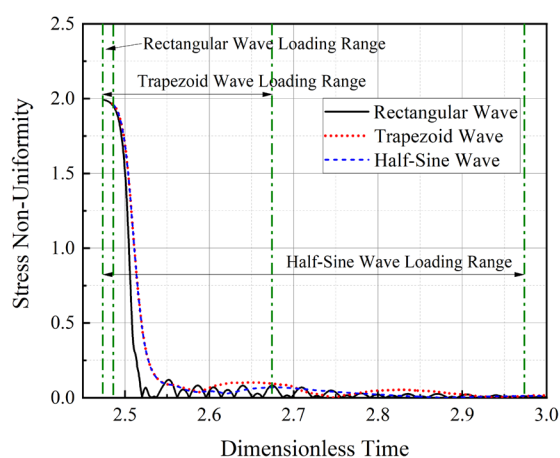 2.5
Rectangular Wave Loading Range
Trapezoid Wave Loading Range
2.0
Rectangular Wave
Trapezoid Wave
Half-Sine Wave
1.5
Stress Non-Uniformity
1.0
Half-Sine Wave Loading Range
0.5
0.0
2.5 2.6 2.7 2.8 2.9 3.0
Dimensionless Time